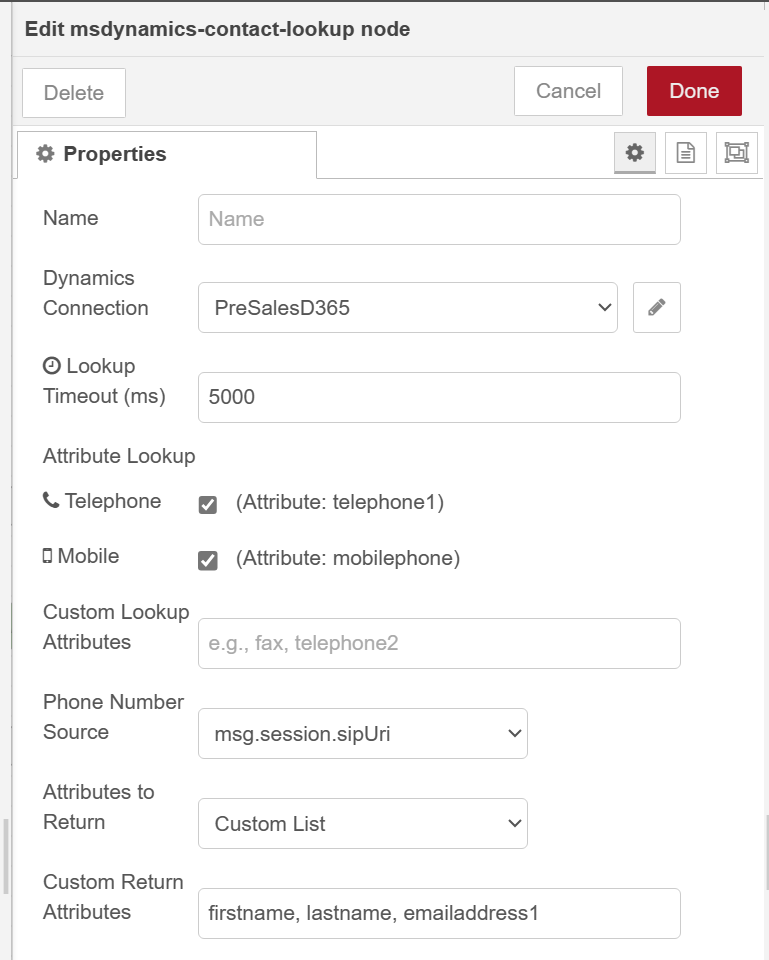 Edit msdynamics-contact-lookup node
Delete
Cancel
Done
Properties
Name
Name
Dynamics
Connection
PreSalesD365
Lookup
Timeout (ms)
5000
Attribute Lookup
Telephone
(Attribute: telephone1)
Mobile
(Attribute: mobilephone)
Custom Lookup
Attributes
e.g., fax, telephone2
Phone Number
Source
msg.session.sipUri
Attributes to
Return
Custom List
Custom Return
Attributes
firstname, lastname, emailaddress1